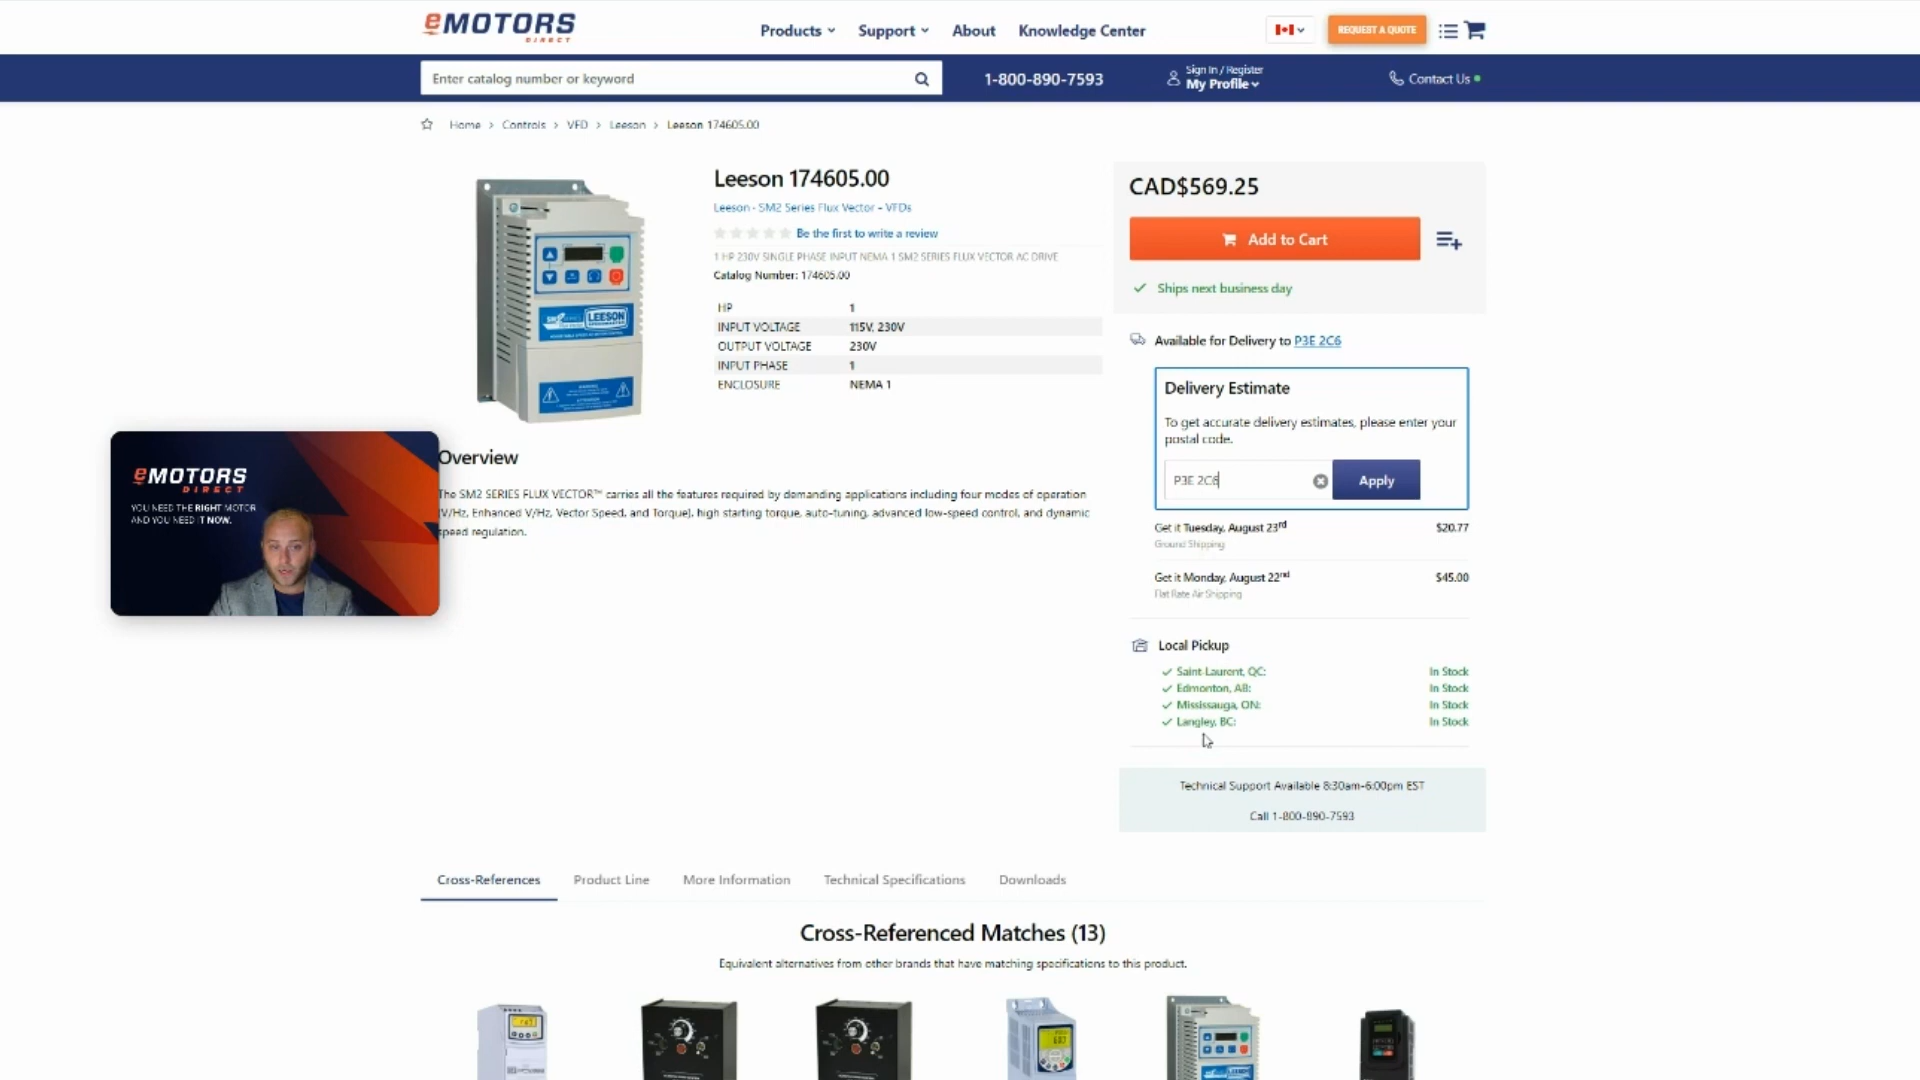 eMOTORS
DIRECT
Products
Support
About
Knowledge Center
REQUEST A QUOTE
Enter catalog number or keyword
1-800-890-7593
Sign In / Register
My Profile
Contact Us
Home > Controls > VFD > Leeson > Leeson 174605.00
Leeson 174605.00
Leeson - SM2 Series Flux Vector - VFDs
Be the first to write a review
1 HP 230V SINGLE PHASE INPUT NEMA 1 SM2 SERIES FLUX VECTOR AC DRIVE
Catalog Number: 174605.00
HP 1
INPUT VOLTAGE 115V, 230V
OUTPUT VOLTAGE 230V
INPUT PHASE 1
ENCLOSURE NEMA 1
LEESON
CAD$569.25
Add to Cart
Ships next business day
Available for Delivery to P3E 2C6
Delivery Estimate
To get accurate delivery estimates, please enter your
postal code.
P3E 2C6
Apply
Get it Tuesday, August 23rd $20.77
Ground Shipping
Get it Monday, August 22nd $45.00
Flat Rate Air Shipping
Local Pickup
Saint-Laurent, QC: In Stock
Edmonton, AB: In Stock
Mississauga, ON: In Stock
Langley, BC: In Stock
Technical Support Available 8:30am-6:00pm EST
Call 1-800-890-7593
eMOTORS
DIRECT
YOU NEED THE RIGHT MOTOR
AND YOU NEED IT NOW.
Overview
The SM2 SERIES FLUX VECTOR™ carries all the features required by demanding applications including four modes of operation
(V/Hz, Enhanced V/Hz, Vector Speed, and Torque), high starting torque, auto-tuning, advanced low-speed control, and dynamic
speed regulation.
Cross-References
Product Line
More Information
Technical Specifications
Downloads
Cross-Referenced Matches (13)
Equivalent alternatives from other brands that have matching specifications to this product.